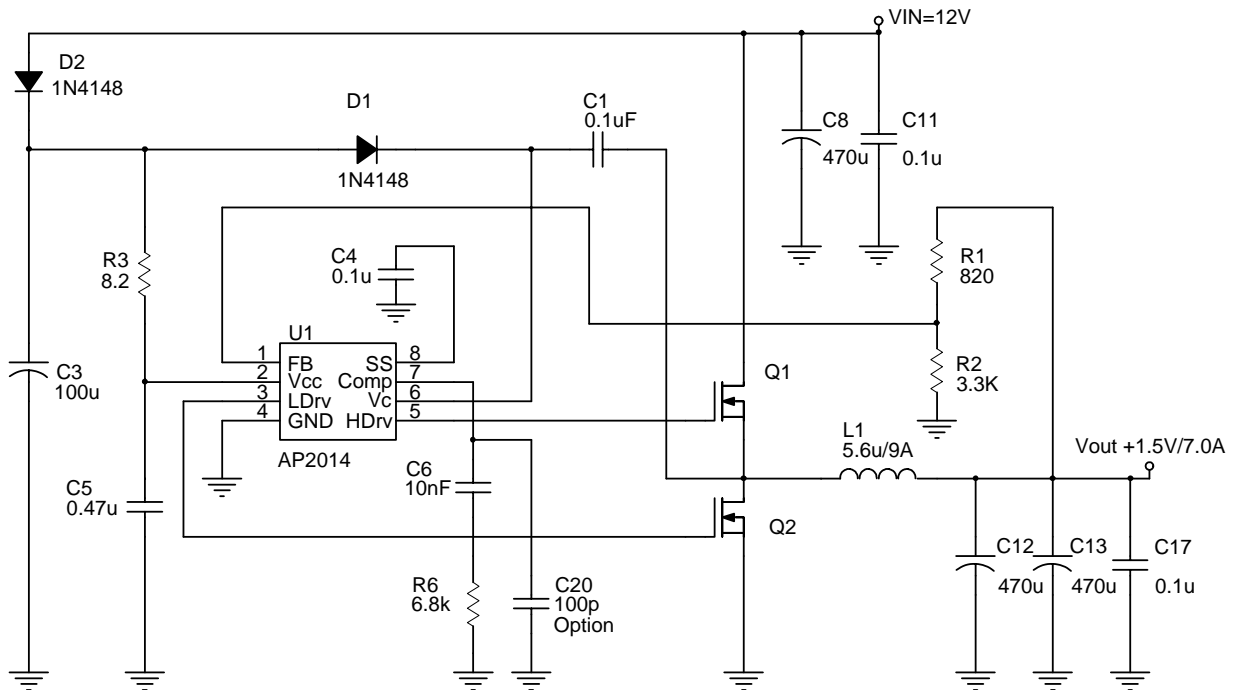 VIN=12V
D2
1N4148
D1
1N4148
C1
0.1uF
C8
470u
C11
0.1u
R3
8.2
C4
0.1u
R1
820
R2
3.3K
C3
100u
U1
1 FB SS 8
2 Vcc Comp 7
3 LDrv Vc 6
4 GND HDrv 5
AP2014
Q1
L1
5.6u/9A
Vout +1.5V/7.0A
C5
0.47u
C6
10nF
Q2
R6
6.8k
C20
100p
Option
C12
470u
C13
470u
C17
0.1u